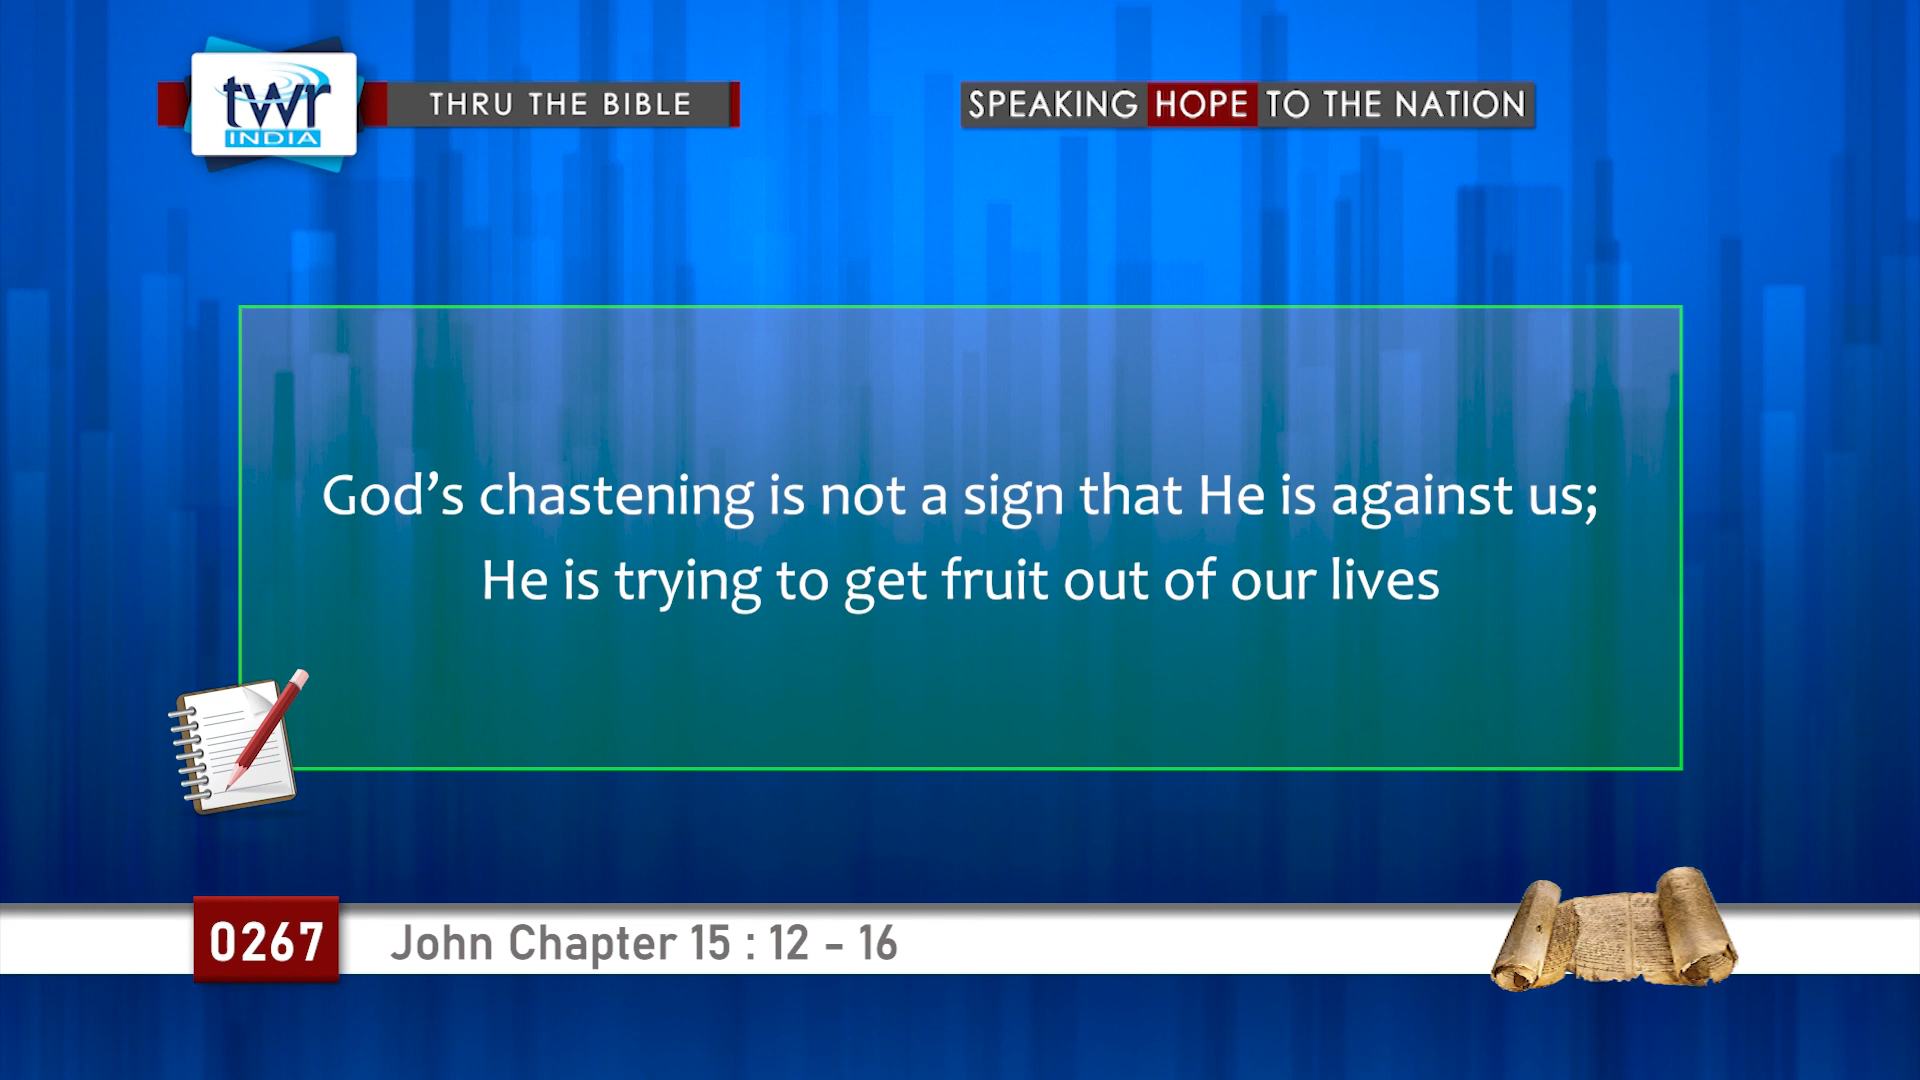 twr
INDIA
THRU THE BIBLE
SPEAKING HOPE TO THE NATION
God’s chastening is not a sign that He is against us;
He is trying to get fruit out of our lives
0267
John Chapter 15 : 12 - 16